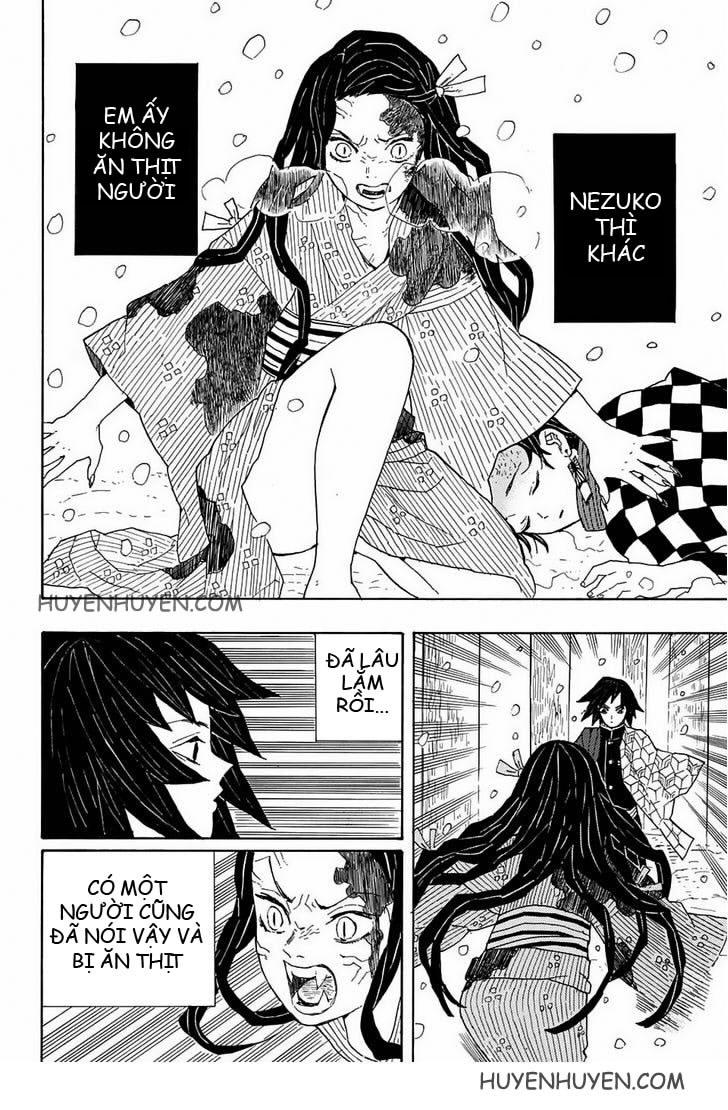 NEZUKO
THÌ
KHÁC
EM ẤY
KHÔNG
ĂN THỊT
NGƯỜI
HUYENHUYEN.COM
ĐÃ LÂU
LẮM
RỒI...
CÓ MỘT
NGƯỜI CŨNG
ĐÃ NÓI VẬY VÀ
BỊ ĂN THỊT
HUYENHUYEN.COM